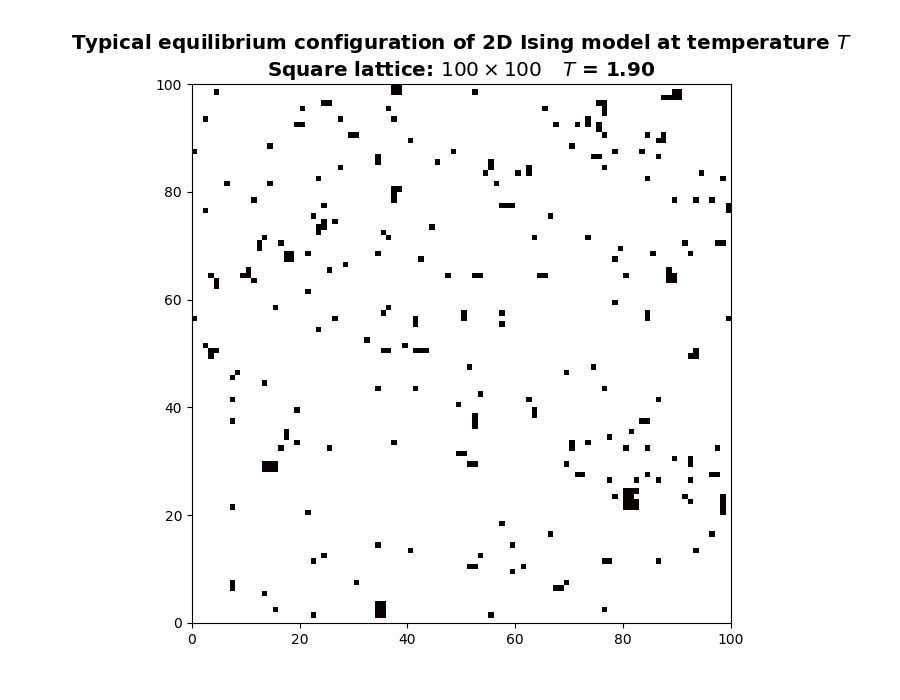 Typical equilibrium configuration of 2D Ising model at temperature T
Square lattice: 100 × 100 T = 1.90
100
80
60
40
20
0
0 20 40 60 80 100